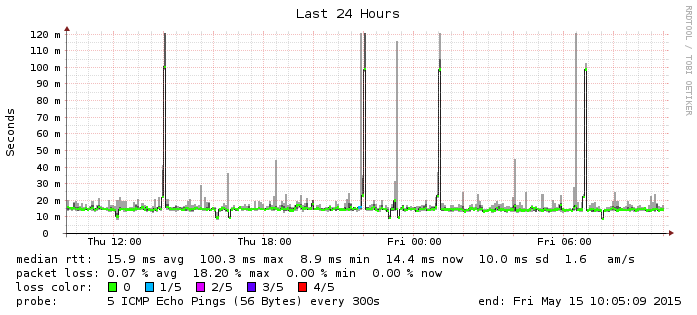 Last 24 Hours
RRDTOOL / TOBI OETIKER
Seconds
120 m
110 m
100 m
90 m
80 m
70 m
60 m
50 m
40 m
30 m
20 m
10 m
0
Thu 12:00 Thu 18:00 Fri 00:00 Fri 06:00
median rtt: 15.9 ms avg 100.3 ms max 8.9 ms min 14.4 ms now 10.0 ms sd 1.6 am/s
packet loss: 0.07 % avg 18.20 % max 0.00 % min 0.00 % now
loss color: 0 1/5 2/5 3/5 4/5
probe: 5 ICMP Echo Pings (56 Bytes) every 300s end: Fri May 15 10:05:09 2015